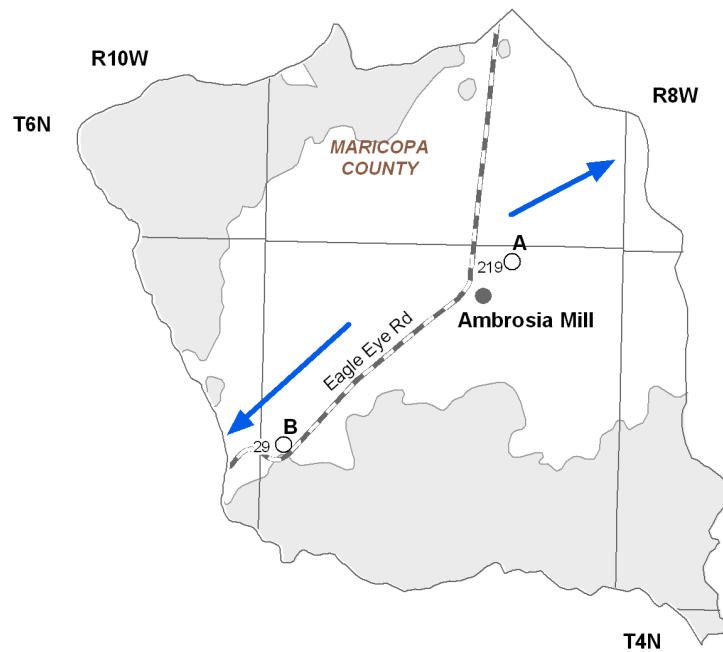 R10W
R8W
T6N
MARICOPA
COUNTY
A
219
Ambrosia Mill
Eagle Eye Rd
B
29
T4N